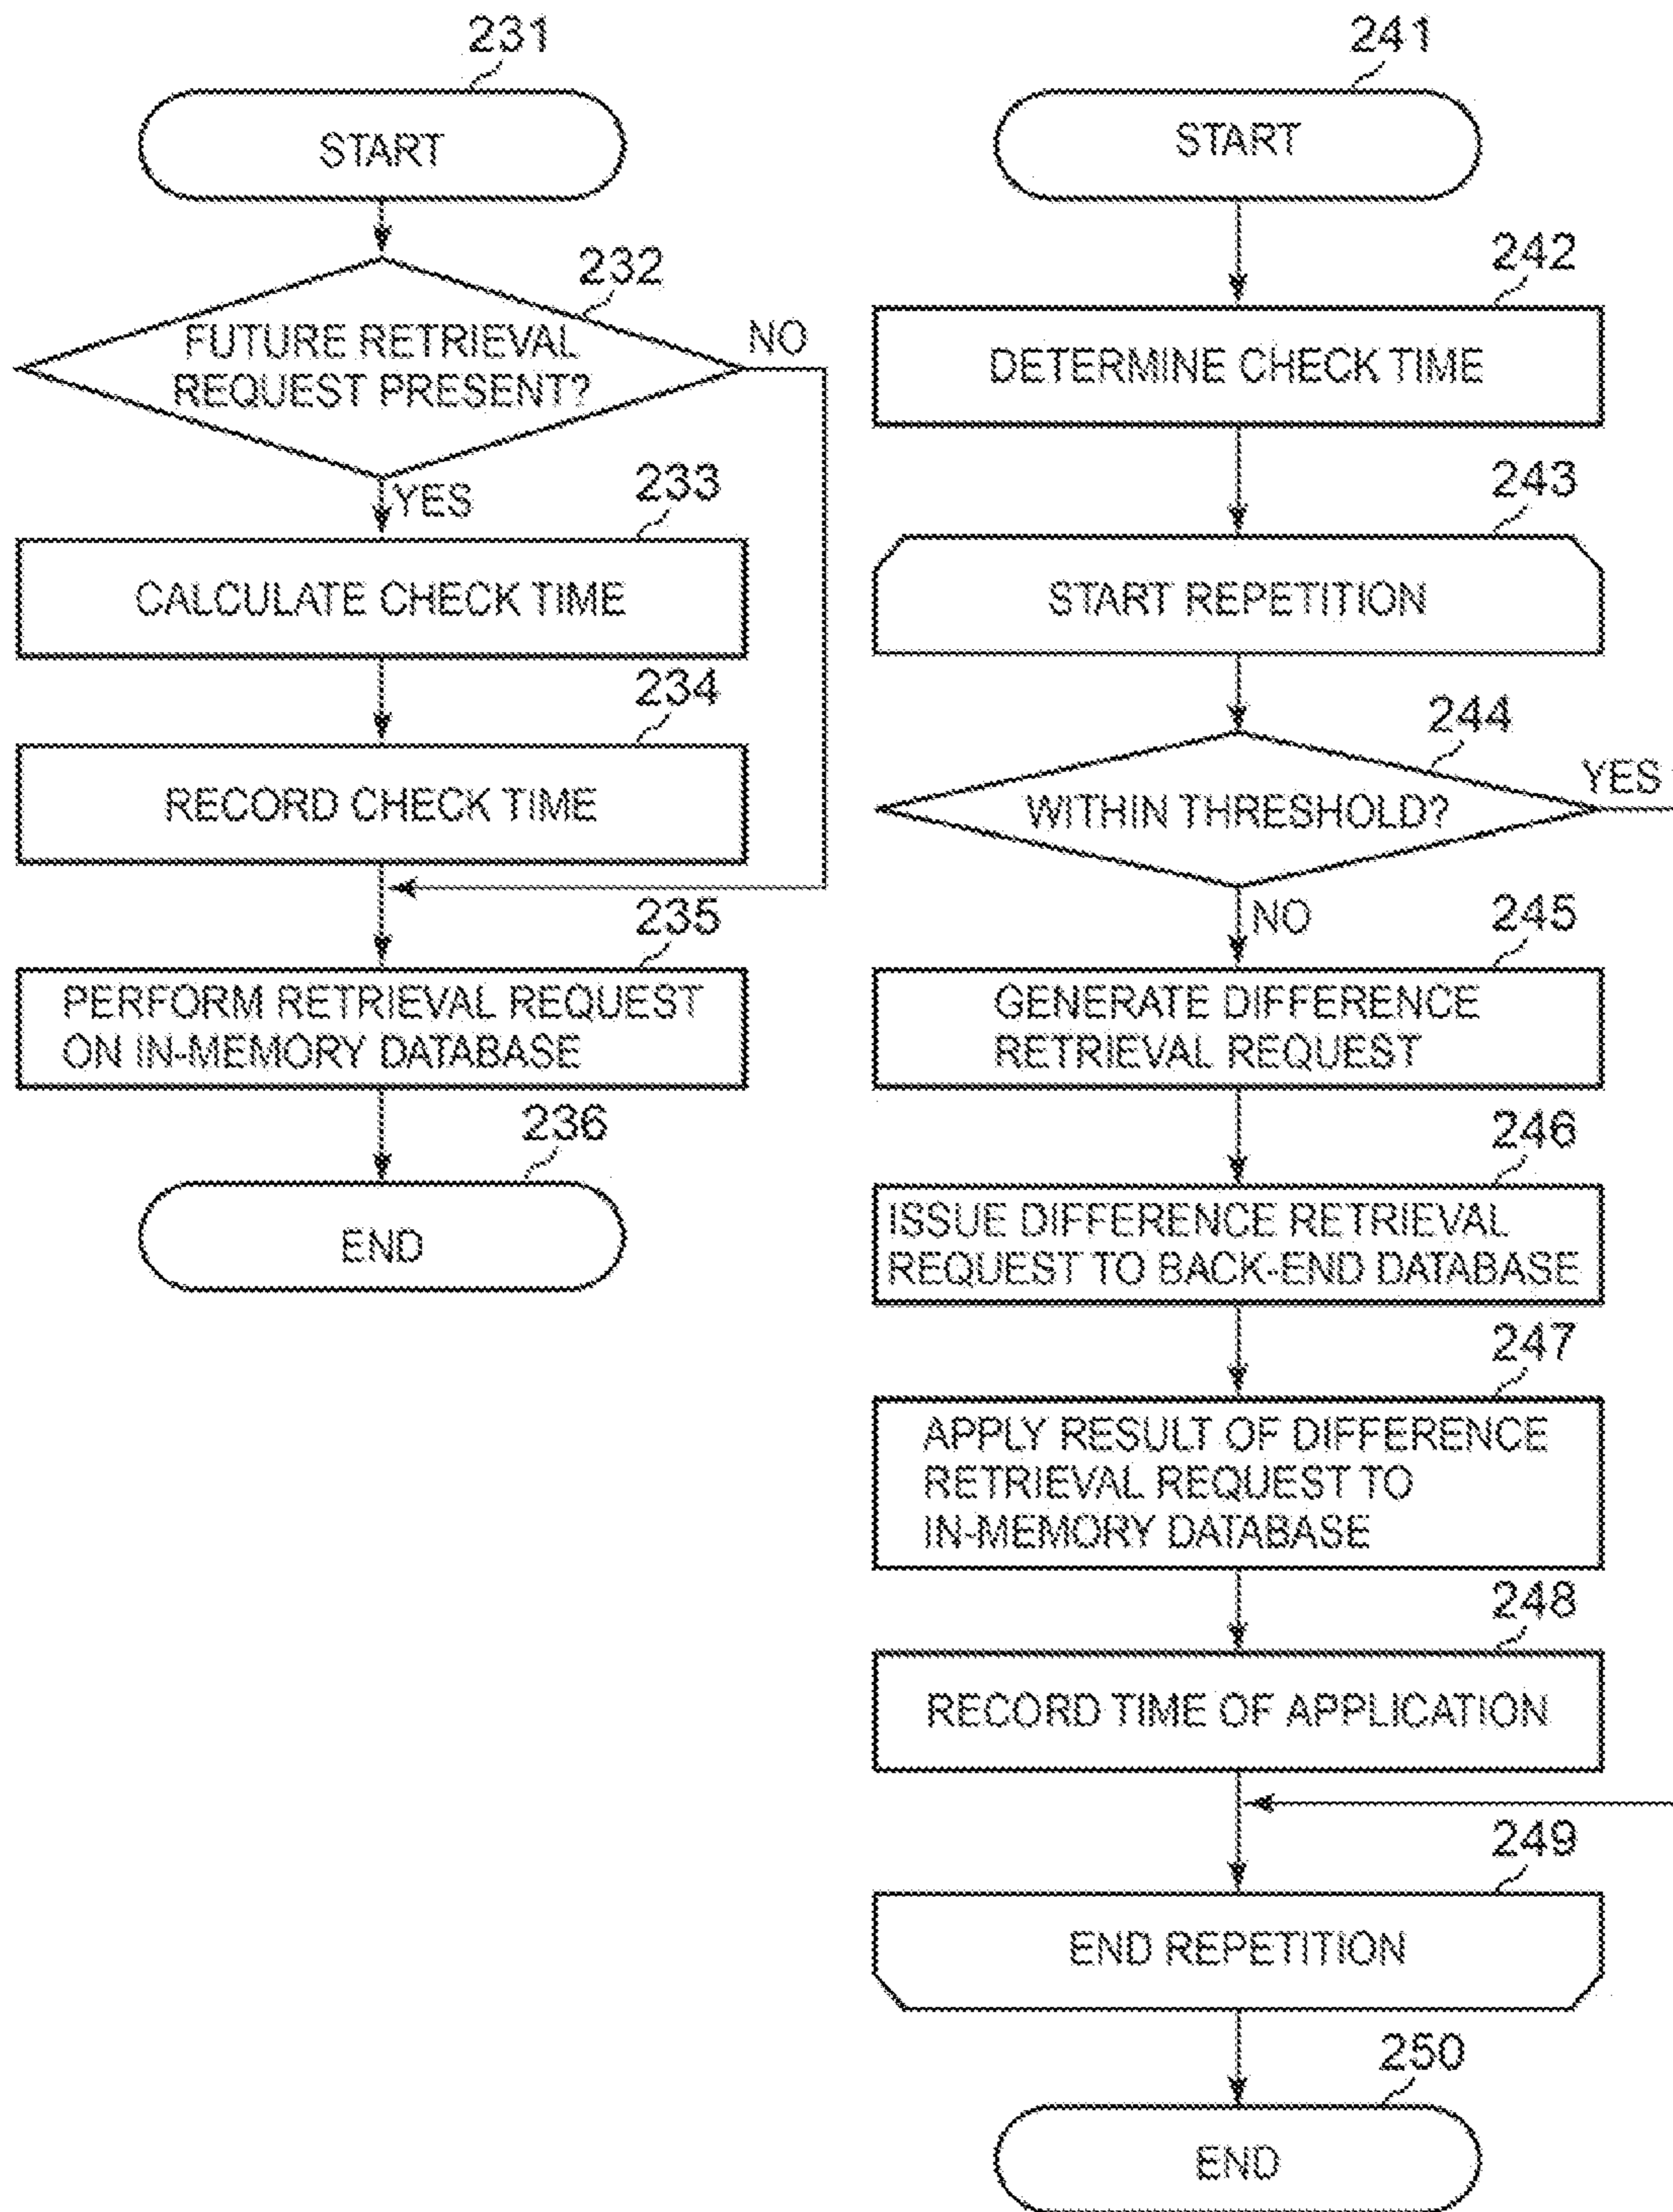 231
START
232
FUTURE RETRIEVAL
REQUEST PRESENT?
NO
YES
233
CALCULATE CHECK TIME
234
RECORD CHECK TIME
235
PERFORM RETRIEVAL REQUEST
ON IN-MEMORY DATABASE
236
END
241
START
242
DETERMINE CHECK TIME
243
START REPETITION
244
WITHIN THRESHOLD?
YES
NO
245
GENERATE DIFFERENCE
RETRIEVAL REQUEST
246
ISSUE DIFFERENCE RETRIEVAL
REQUEST TO BACK-END DATABASE
247
APPLY RESULT OF DIFFERENCE
RETRIEVAL REQUEST TO
IN-MEMORY DATABASE
248
RECORD TIME OF APPLICATION
249
END REPETITION
250
END